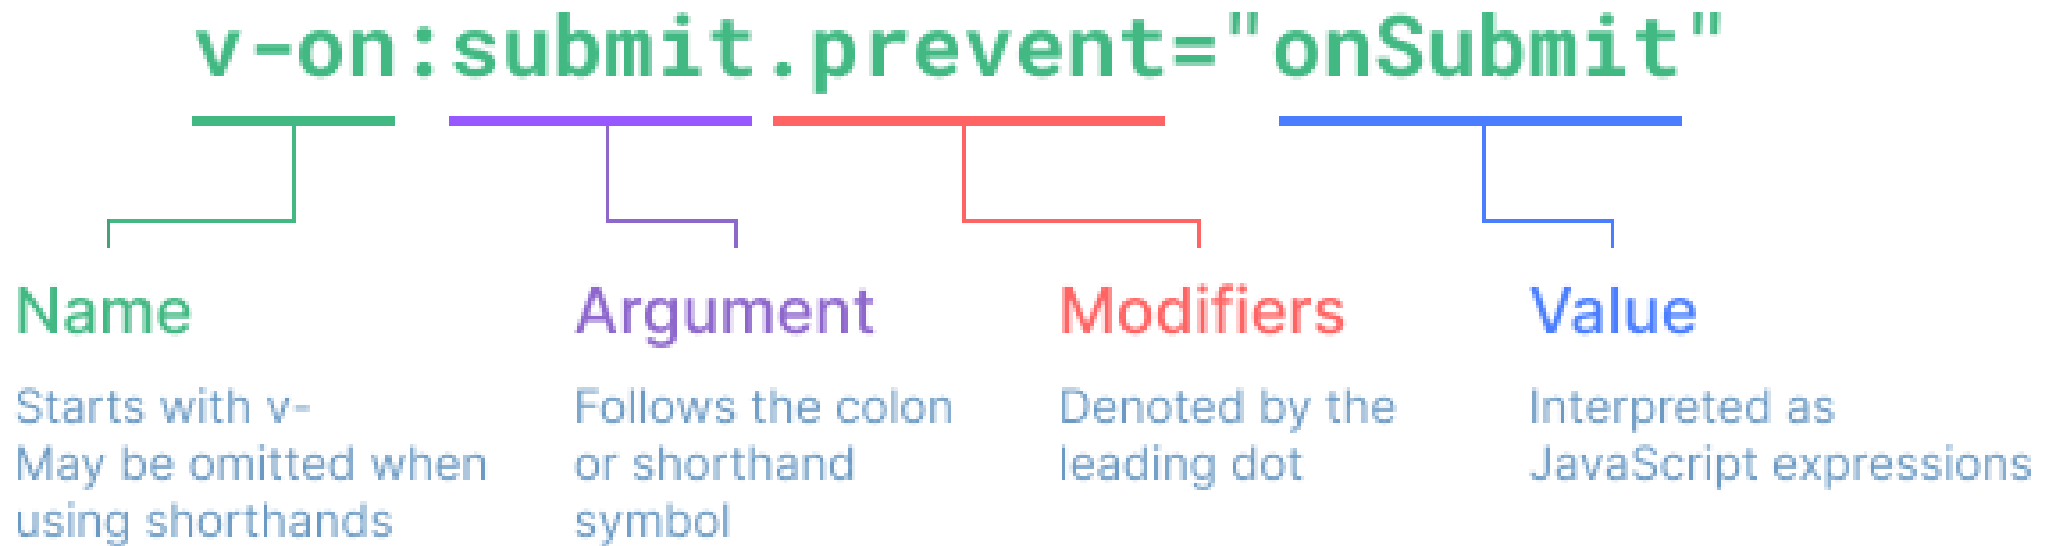 v-on:submit.prevent="onSubmit"
Name
Starts with v-
May be omitted when
using shorthands
Argument
Follows the colon
or shorthand
symbol
Modifiers
Denoted by the
leading dot
Value
Interpreted as
JavaScript expressions